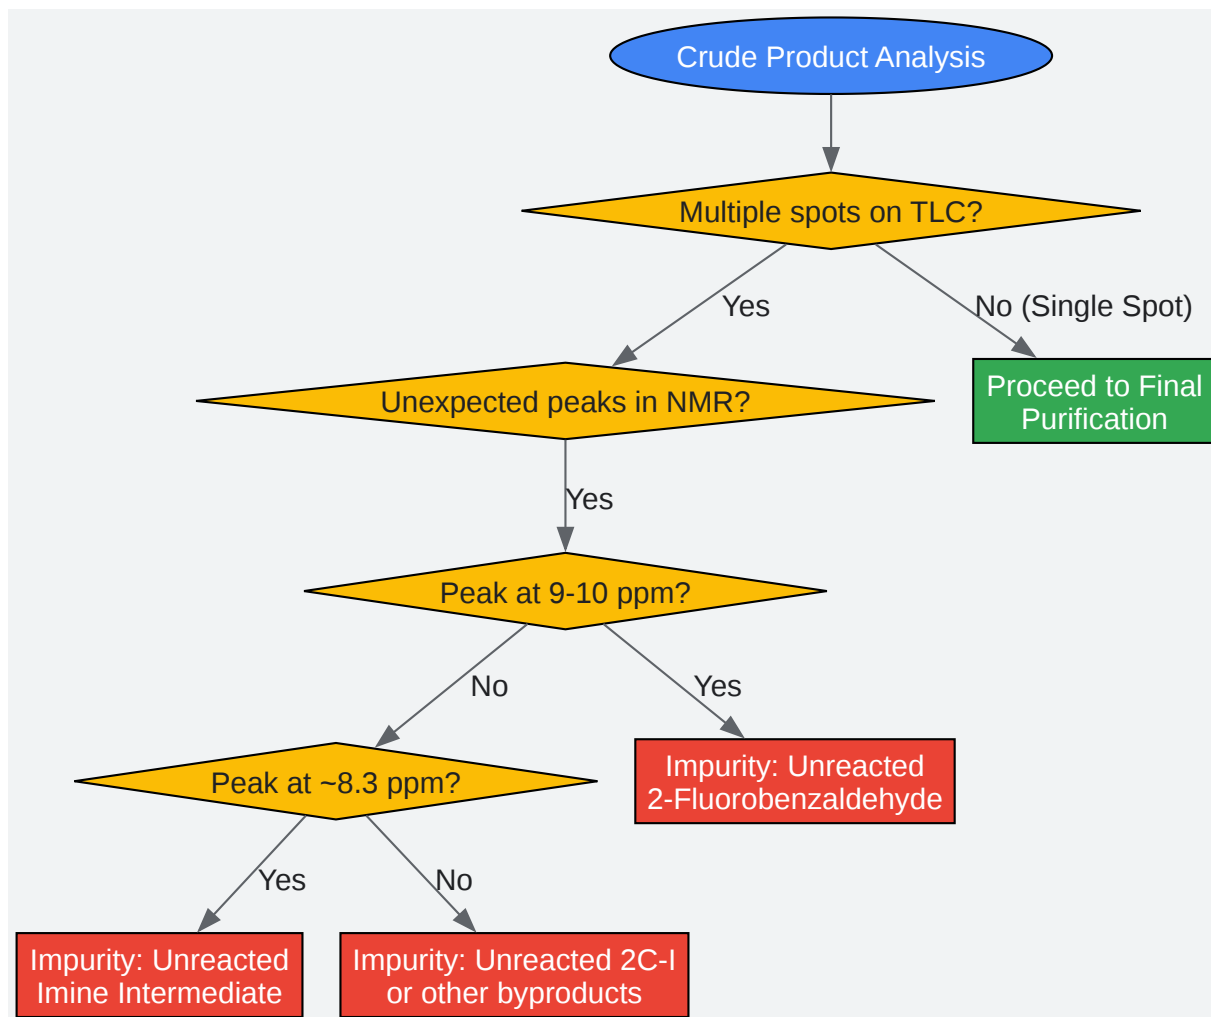 Crude Product Analysis
Multiple spots on TLC?
Yes
No (Single Spot)
Unexpected peaks in NMR?
Proceed to Final
Purification
Yes
Peak at 9-10 ppm?
No
Yes
Peak at ~8.3 ppm?
Impurity: Unreacted
2-Fluorobenzaldehyde
Yes
No
Impurity: Unreacted
Imine Intermediate
Impurity: Unreacted 2C-I
or other byproducts